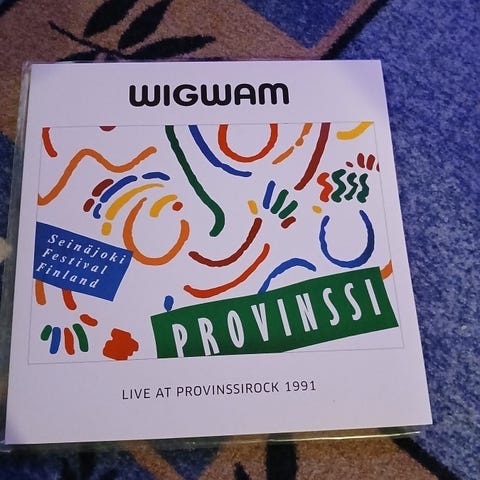 WIGWAM
Seinäjoki
Festival
Finland
PROVINSSI
LIVE AT PROVINSSIROCK 1991